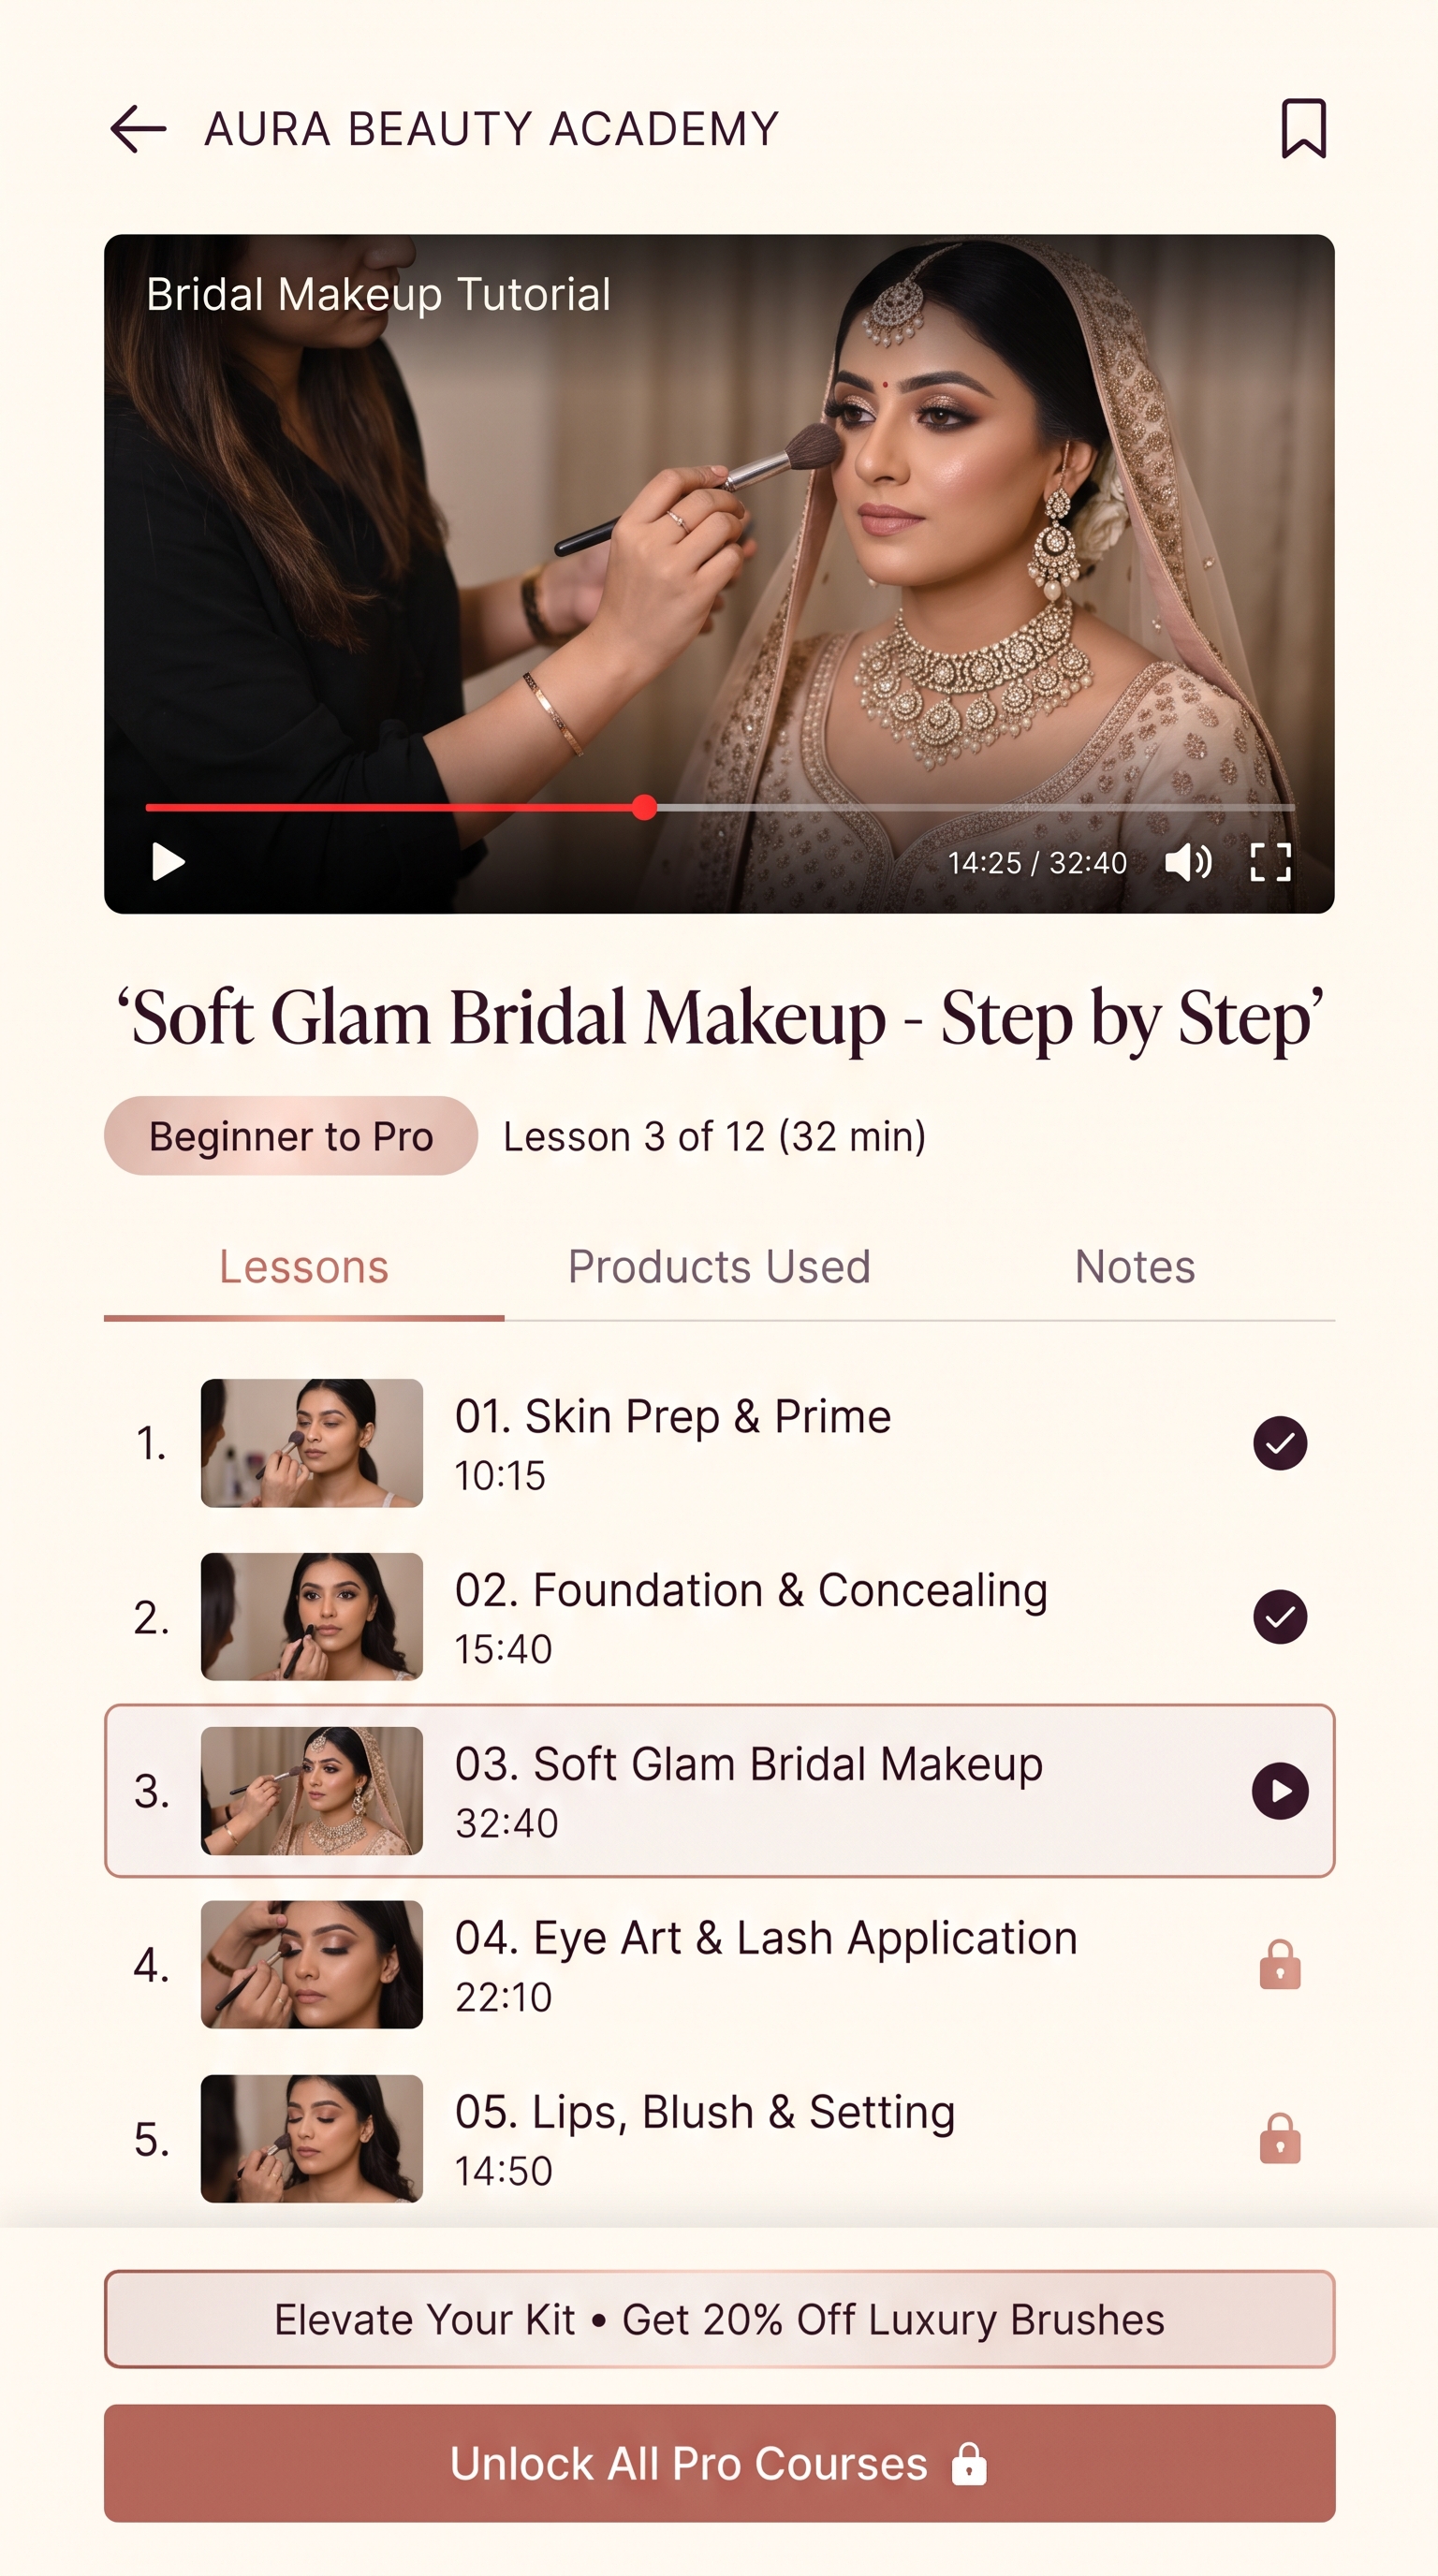 AURA BEAUTY ACADEMY
Bridal Makeup Tutorial
14:25 / 32:40
‘Soft Glam Bridal Makeup - Step by Step’
Beginner to Pro
Lesson 3 of 12 (32 min)
Lessons
Products Used
Notes
1.
01. Skin Prep & Prime
10:15
2.
02. Foundation & Concealing
15:40
3.
03. Soft Glam Bridal Makeup
32:40
4.
04. Eye Art & Lash Application
22:10
5.
05. Lips, Blush & Setting
14:50
Elevate Your Kit • Get 20% Off Luxury Brushes
Unlock All Pro Courses